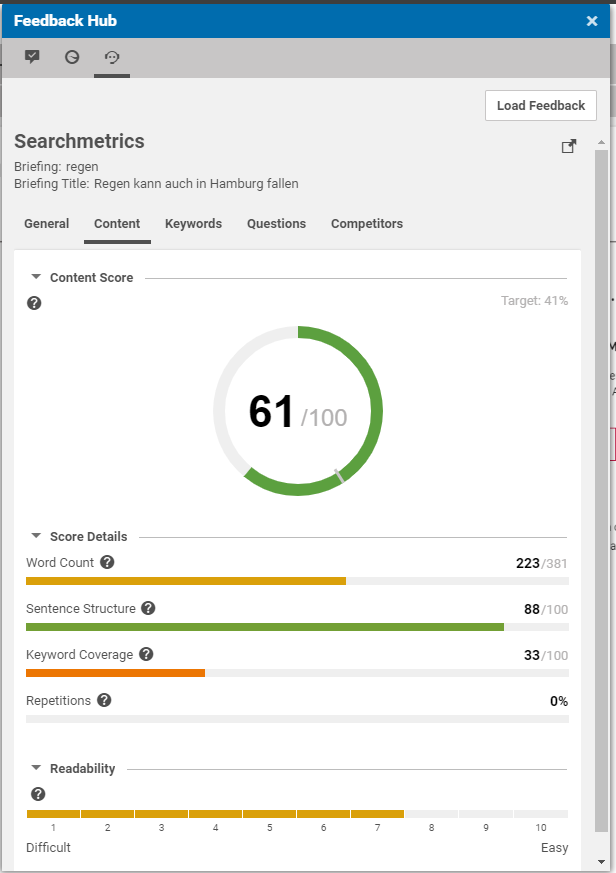 Feedback Hub
Load Feedback
Searchmetrics
Briefing: regen
Briefing Title: Regen kann auch in Hamburg fallen
General Content Keywords Questions Competitors
Content Score
Target: 41%
61/100
Score Details
Word Count 223/381
Sentence Structure 88/100
Keyword Coverage 33/100
Repetitions 0%
Readability
1 2 3 4 5 6 7 8 9 10
Difficult Easy